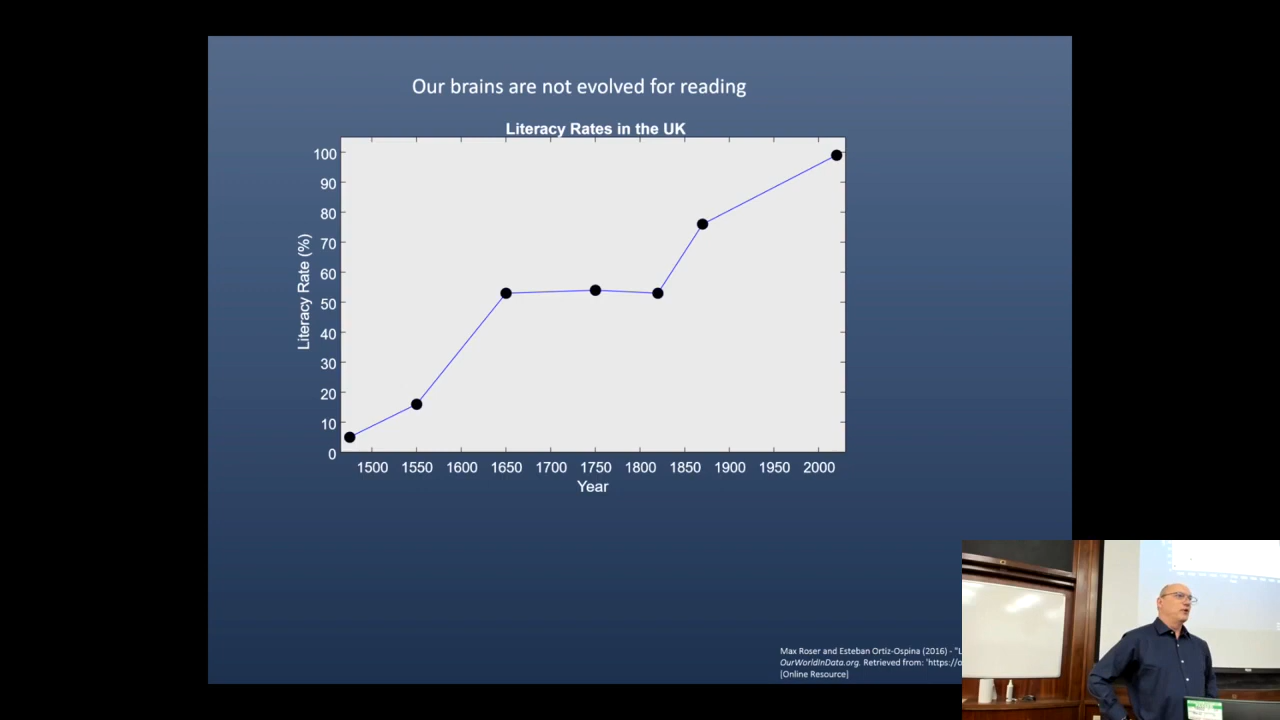 Our brains are not evolved for reading
Literacy Rates in the UK
100
90
80
70
60
50
40
30
20
10
0
Literacy Rate (%)
1500 1550 1600 1650 1700 1750 1800 1850 1900 1950 2000
Year
Max Roser and Esteban Ortiz-Ospina (2016) - "L
OurWorldInData.org. Retrieved from: 'https://o
[Online Resource]